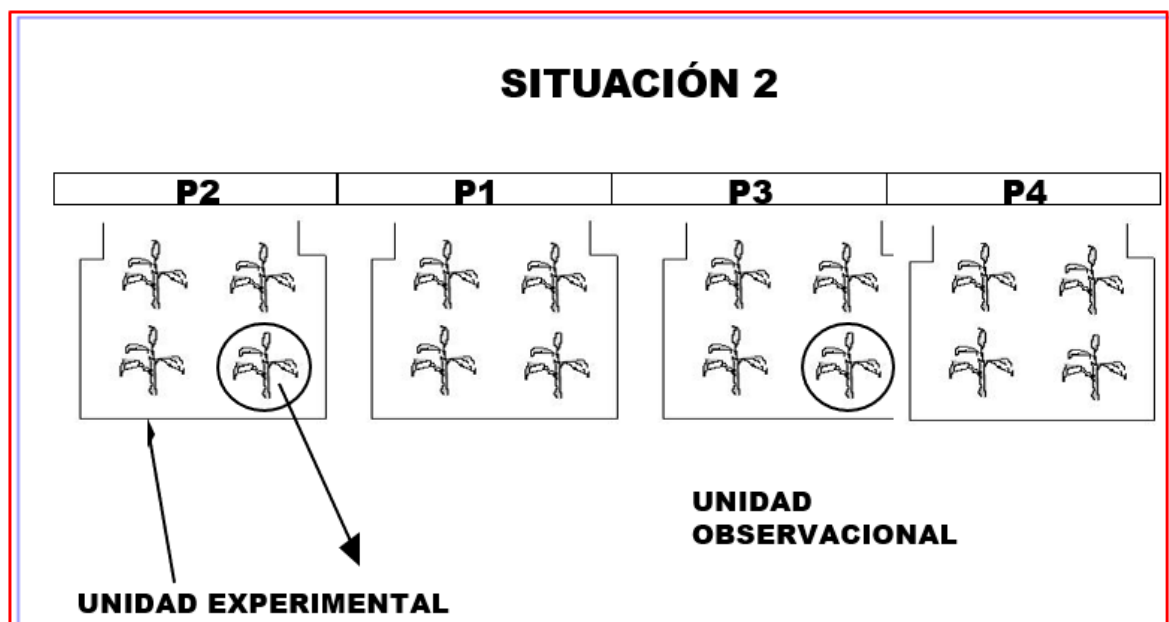 SITUACIÓN 2
P2 P1 P3 P4
UNIDAD
OBSERVACIONAL
UNIDAD EXPERIMENTAL